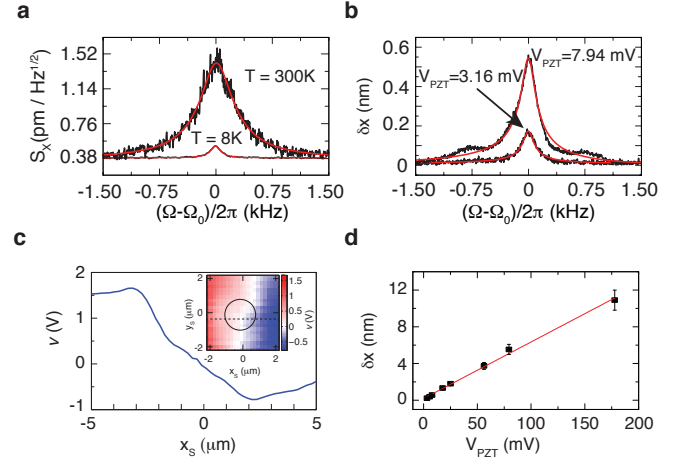 a
1.52
1.14
0.76
0.38
S_X(pm / Hz^1/2)
T = 300K
T = 8K
-1.50 -0.75 0 0.75 1.50
(Ω-Ω_0)/2π (kHz)
b
0.6
0.4
0.2
0
δx (nm)
V_PZT=7.94 mV
V_PZT=3.16 mV
-1.50 -0.75 0 0.75 1.50
(Ω-Ω_0)/2π (kHz)
c
2
1
0
-1
ν (V)
-5 0 5
x_S (μm)
2
0
-2
y_S (μm)
-2 0 2
x_S (μm)
1.5
0.5
−0.5
ν (V)
d
12
8
4
0
δx (nm)
0 50 100 150 200
V_PZT (mV)